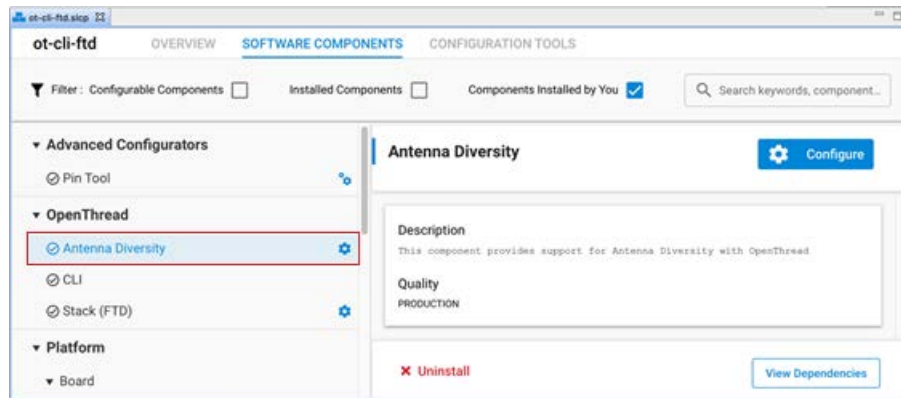 ot-cli-ftd.slcp
ot-cli-ftd OVERVIEW SOFTWARE COMPONENTS CONFIGURATION TOOLS
Filter : Configurable Components Installed Components Components Installed by You Search keywords, component...
Advanced Configurators
Pin Tool
OpenThread
Antenna Diversity
CLI
Stack (FTD)
Platform
Board
Antenna Diversity Configure
Description
This component provides support for Antenna Diversity with OpenThread
Quality
PRODUCTION
Uninstall View Dependencies